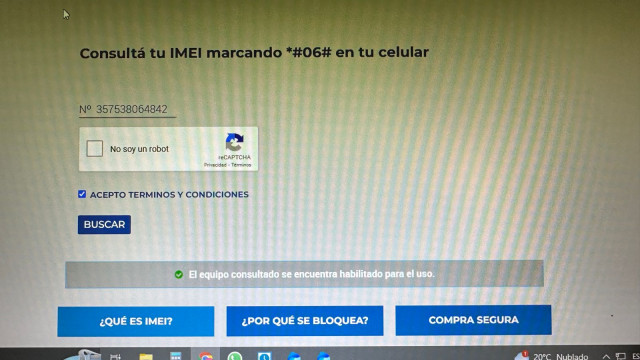 Consultá tu IMEI marcando *#06# en tu celular
Nº 357538064842
No soy un robot
reCAPTCHA
Privacidad - Términos
ACEPTO TERMINOS Y CONDICIONES
BUSCAR
El equipo consultado se encuentra habilitado para el uso.
¿QUÉ ES IMEI?
¿POR QUÉ SE BLOQUEA?
COMPRA SEGURA
20°C Nublado